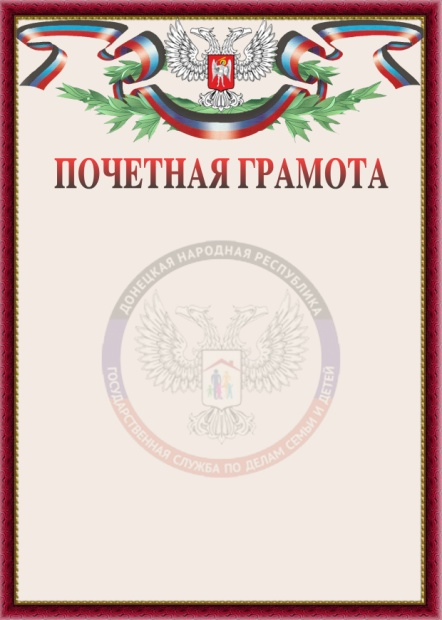 ПОЧЕТНАЯ ГРАМОТА
ДОНЕЦКАЯ НАРОДНАЯ РЕСПУБЛИКА
ГОСУДАРСТВЕННАЯ СЛУЖБА ПО ДЕЛАМ СЕМЬИ И ДЕТЕЙ